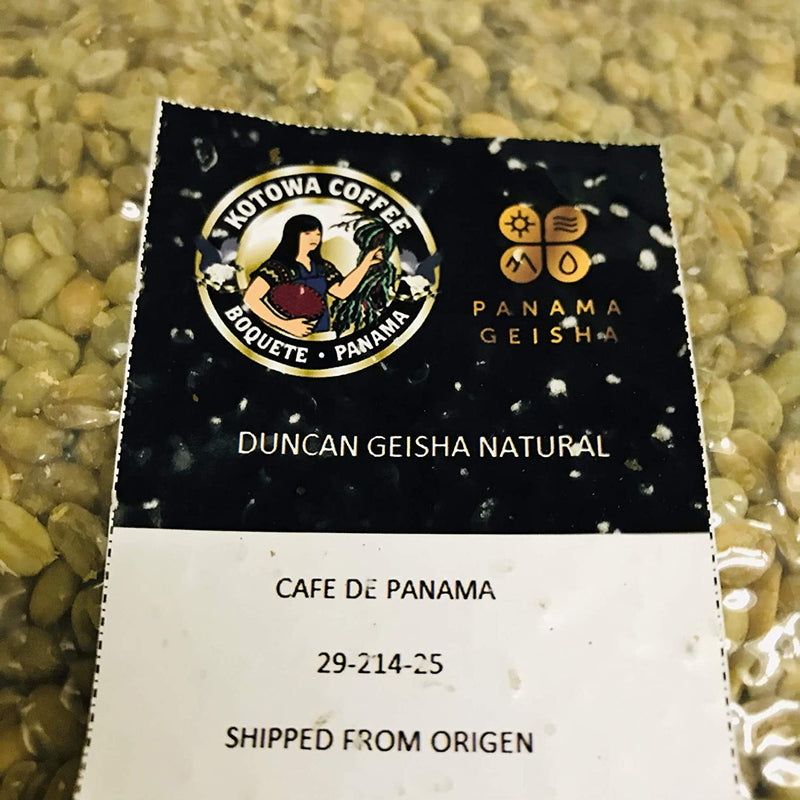 KOTOWA COFFEE
BOQUETE • PANAMA
PANAMA
GEISHA
DUNCAN GEISHA NATURAL
CAFE DE PANAMA
29-214-25
SHIPPED FROM ORIGEN